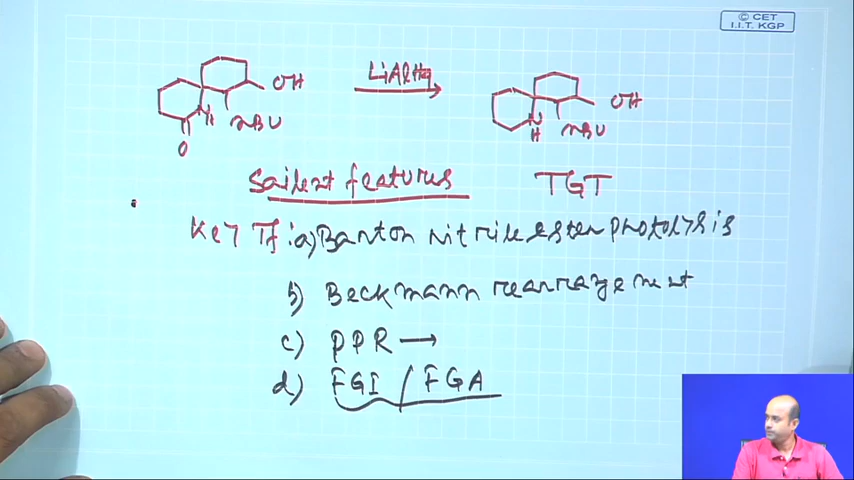 © CET
I.I.T. KGP
OH LiAlH4 OH
N H nBU N H nBU
O
Sailent features TGT
Key Tf: a) Barton nitrile ester photolysis
b) Beckmann rearrangement
c) PPR →
d) FGI / FGA